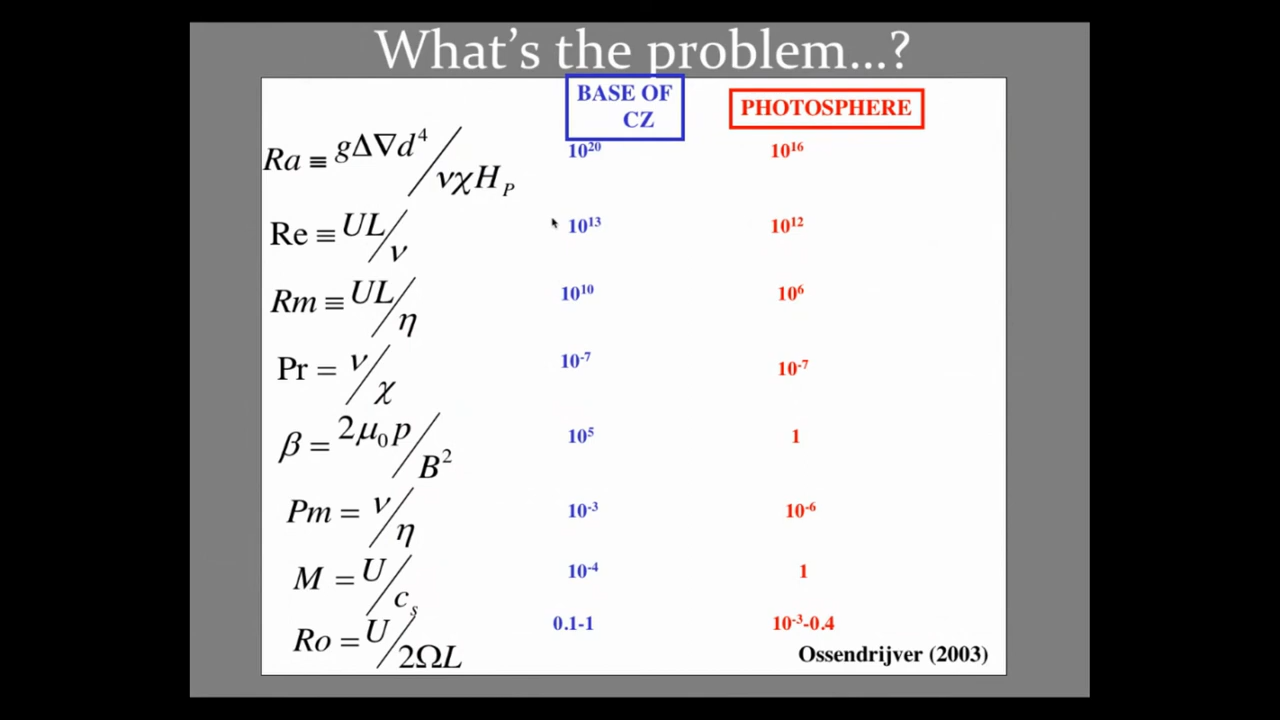 What's the problem...?
BASE OF CZ PHOTOSPHERE
Ra ≡ gΔ∇d⁴/νχH_P 10²⁰ 10¹⁶
Re ≡ UL/ν 10¹³ 10¹²
Rm ≡ UL/η 10¹⁰ 10⁶
Pr = ν/χ 10⁻⁷ 10⁻⁷
β = 2μ₀p/B² 10⁵ 1
Pm = ν/η 10⁻³ 10⁻⁶
M = U/c_s 10⁻⁴ 1
Ro = U/2ΩL 0.1-1 10⁻³-0.4
Ossendrijver (2003)